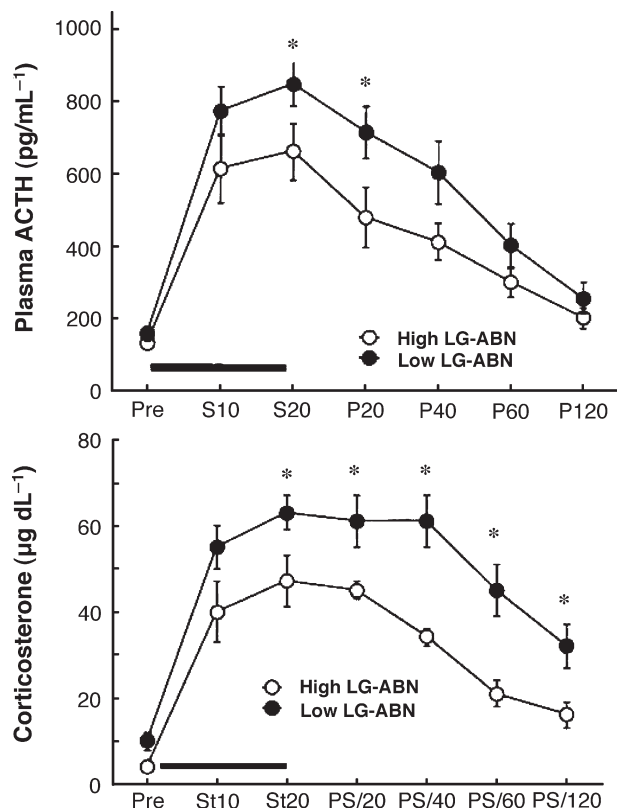 Plasma ACTH (pg/mL⁻¹)
1000
800
600
400
200
0
* *
High LG-ABN
Low LG-ABN
Pre S10 S20 P20 P40 P60 P120
Corticosterone (µg dL⁻¹)
80
60
40
20
0
* * * * *
High LG-ABN
Low LG-ABN
Pre St10 St20 PS/20 PS/40 PS/60 PS/120